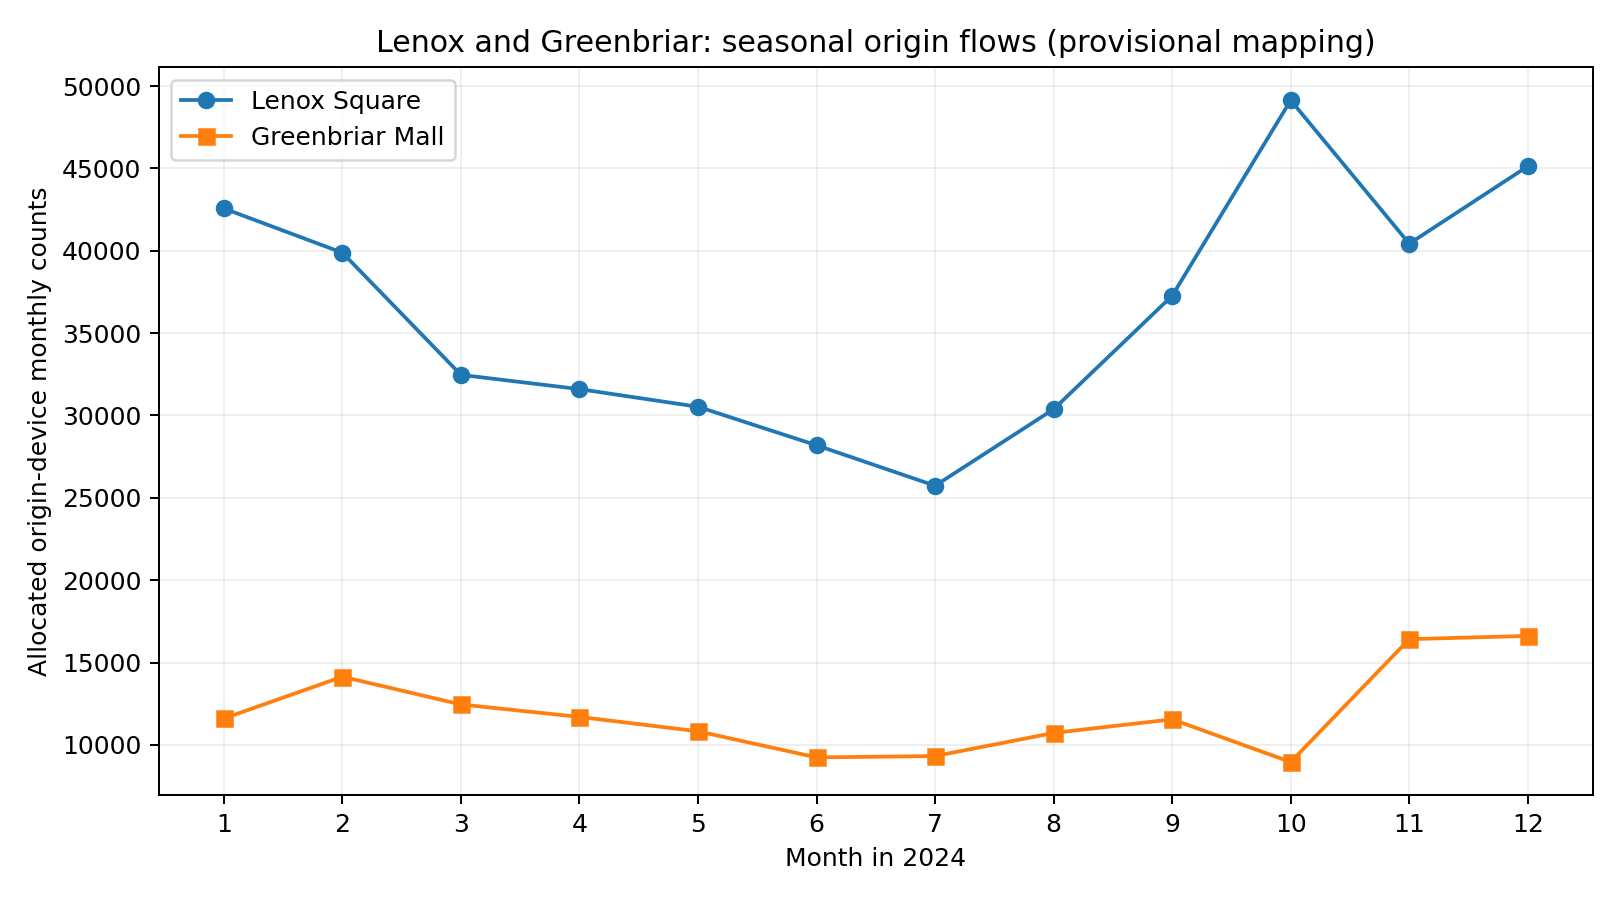 Lenox and Greenbriar: seasonal origin flows (provisional mapping)
Lenox Square
Greenbriar Mall
Allocated origin-device monthly counts
50000
45000
40000
35000
30000
25000
20000
15000
10000
1 2 3 4 5 6 7 8 9 10 11 12
Month in 2024